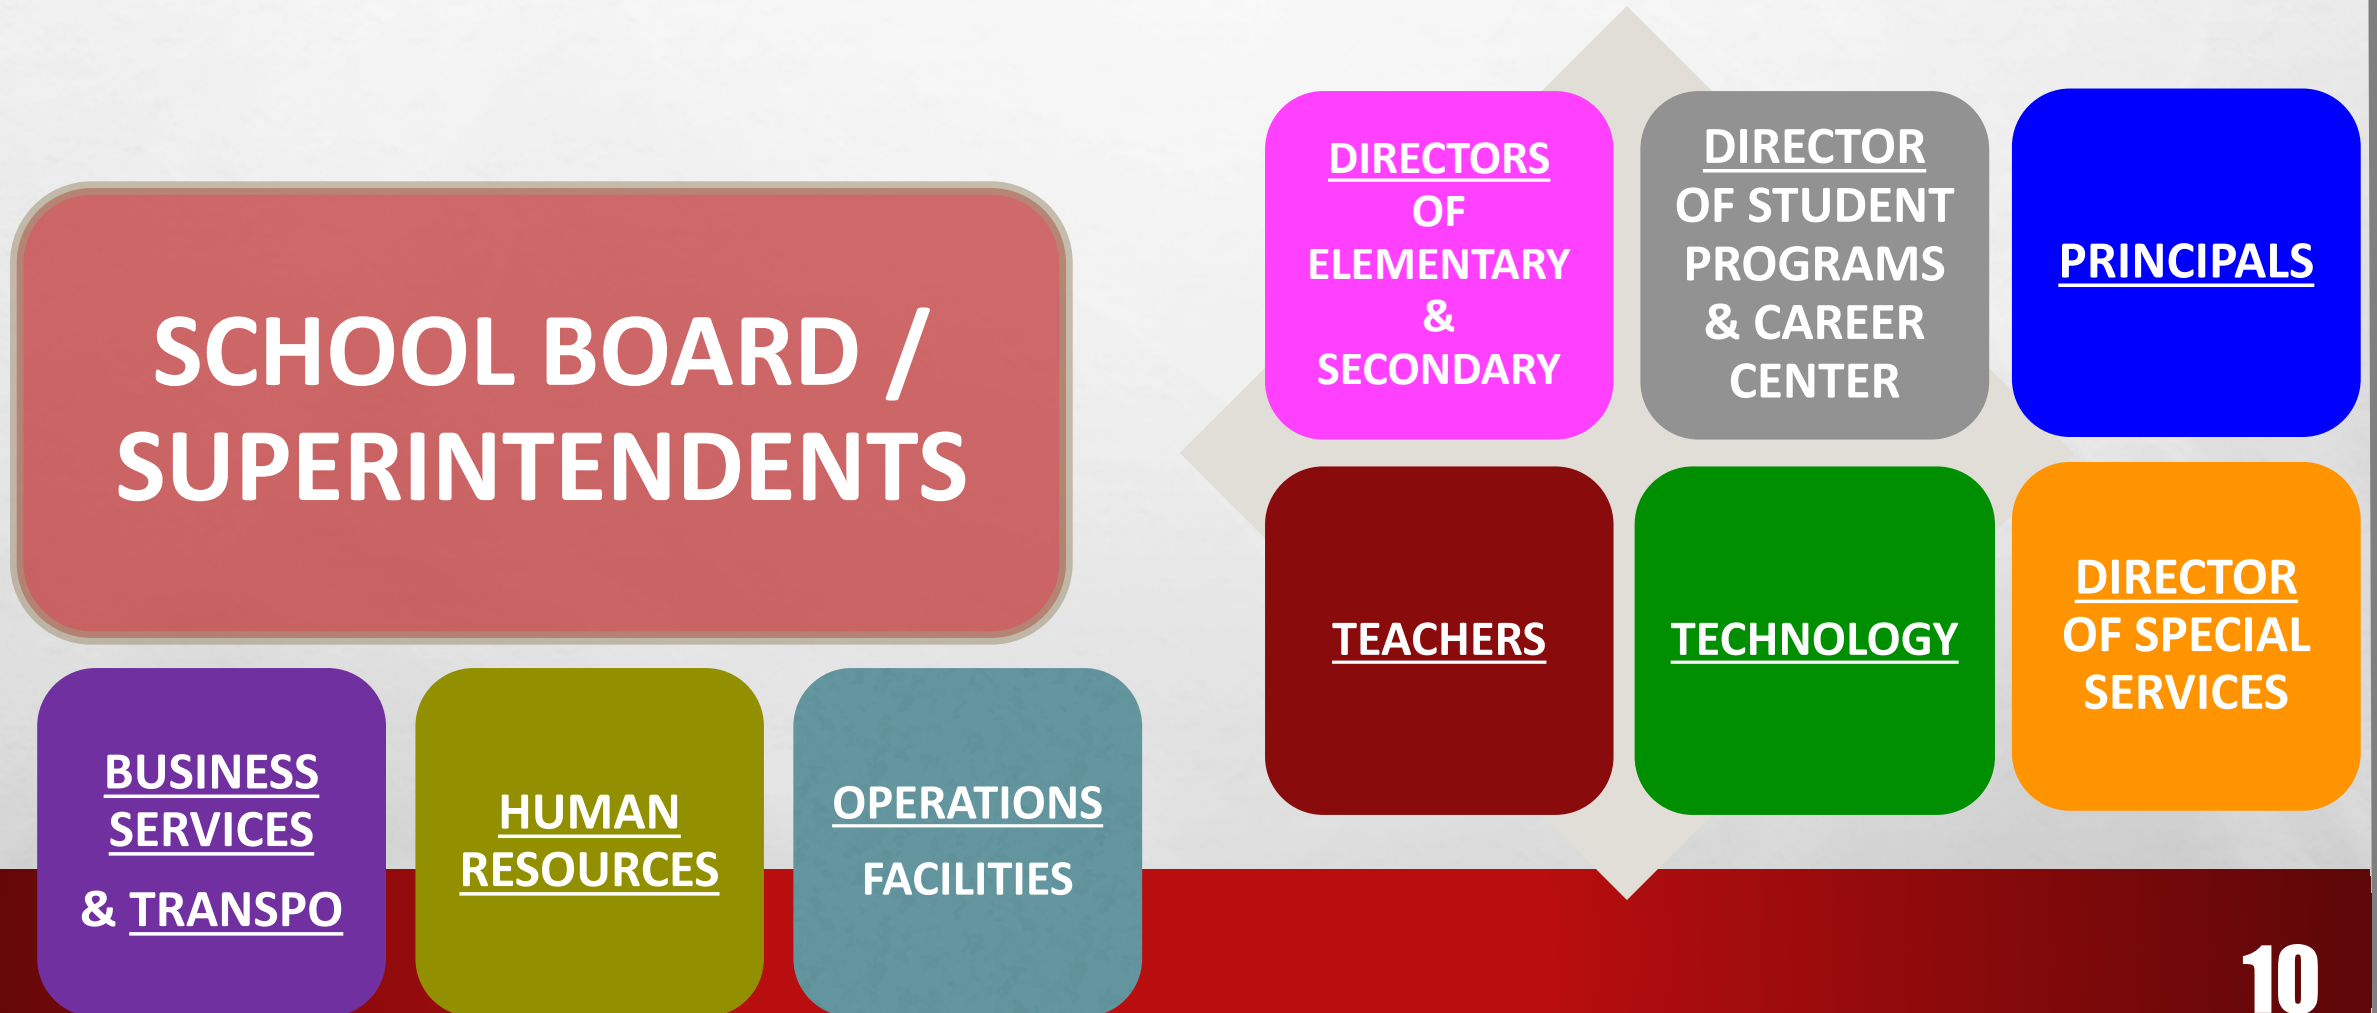 SCHOOL BOARD /
SUPERINTENDENTS
DIRECTORS
OF
ELEMENTARY
&
SECONDARY
DIRECTOR
OF STUDENT
PROGRAMS
& CAREER
CENTER
PRINCIPALS
TEACHERS
TECHNOLOGY
DIRECTOR
OF SPECIAL
SERVICES
BUSINESS
SERVICES
& TRANSPO
HUMAN
RESOURCES
OPERATIONS
FACILITIES
10